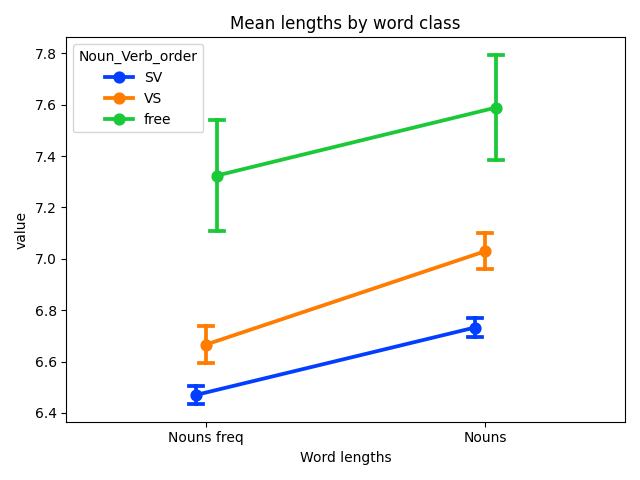 Mean lengths by word class
Noun_Verb_order
SV
VS
free
7.8
7.6
7.4
7.2
7.0
6.8
6.6
6.4
value
Nouns freq
Nouns
Word lengths